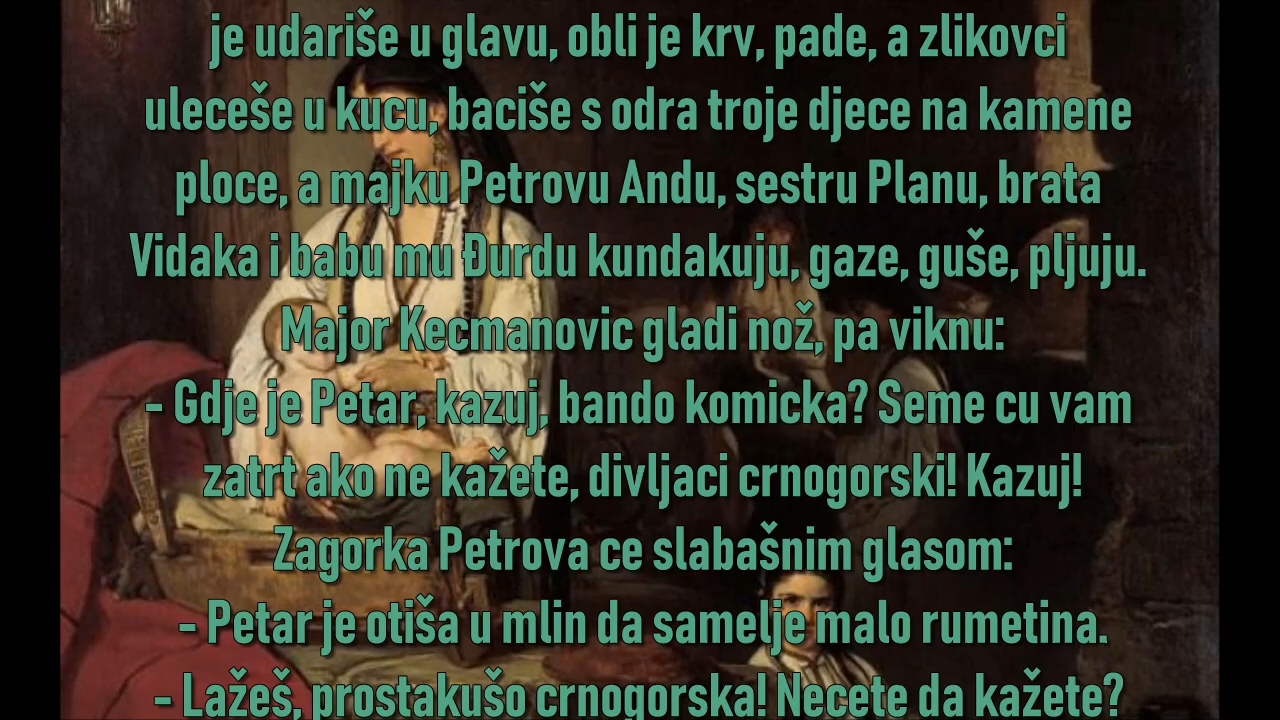 je udariše u glavu, obli je krv, pade, a zlikovci
uleceše u kucu, baciše s odra troje djece na kamene
ploce, a majku Petrovu Andu, sestru Planu, brata
Vidaka i babu mu Đurdu kundakuju, gaze, guše, pljuju.
Major Kecmanovic gladi nož, pa viknu:
- Gdje je Petar, kazuj, bando komicka? Seme cu vam
zatrt ako ne kažete, divljaci crnogorski! Kazuj!
Zagorka Petrova ce slabašnim glasom:
- Petar je otiša u mlin da samelje malo rumetina.
- Lažeš, prostakušo crnogorska! Necete da kažete?